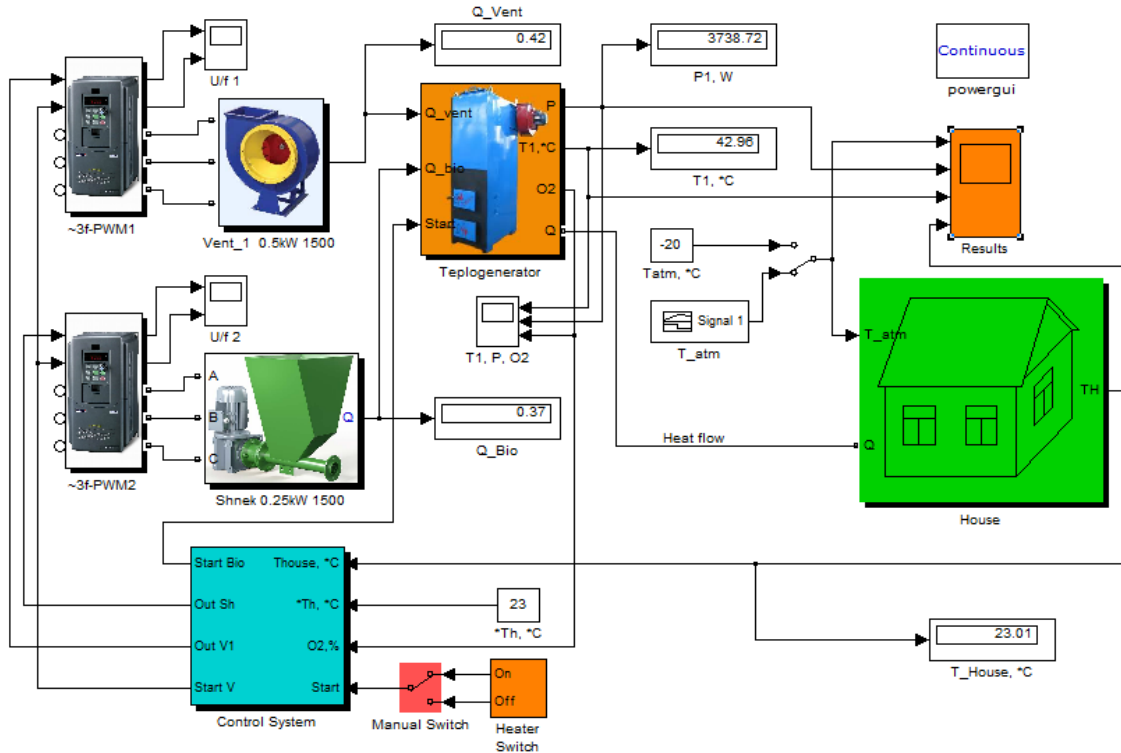 Q_Vent
0.42
3738.72
P1, W
Continuous
powergui
U/f 1
~3f-PWM1
Vent_1 0.5kW 1500
Q_vent
Q_bio
Start
P
T1,*C
O2
Q
Teplogenerator
42.96
T1, *C
Results
-20
Tatm, *C
Signal 1
T_atm
T1, P, O2
U/f 2
~3f-PWM2
A
B
C
Q
Shnek 0.25kW 1500
0.37
Q_Bio
Heat flow
T_atm
TH
Q
House
Start Bio
Out Sh
Out V1
Start V
Thouse, *C
*Th, *C
O2,%
Start
Control System
23
*Th, *C
Manual Switch
On
Off
Heater
Switch
23.01
T_House, *C